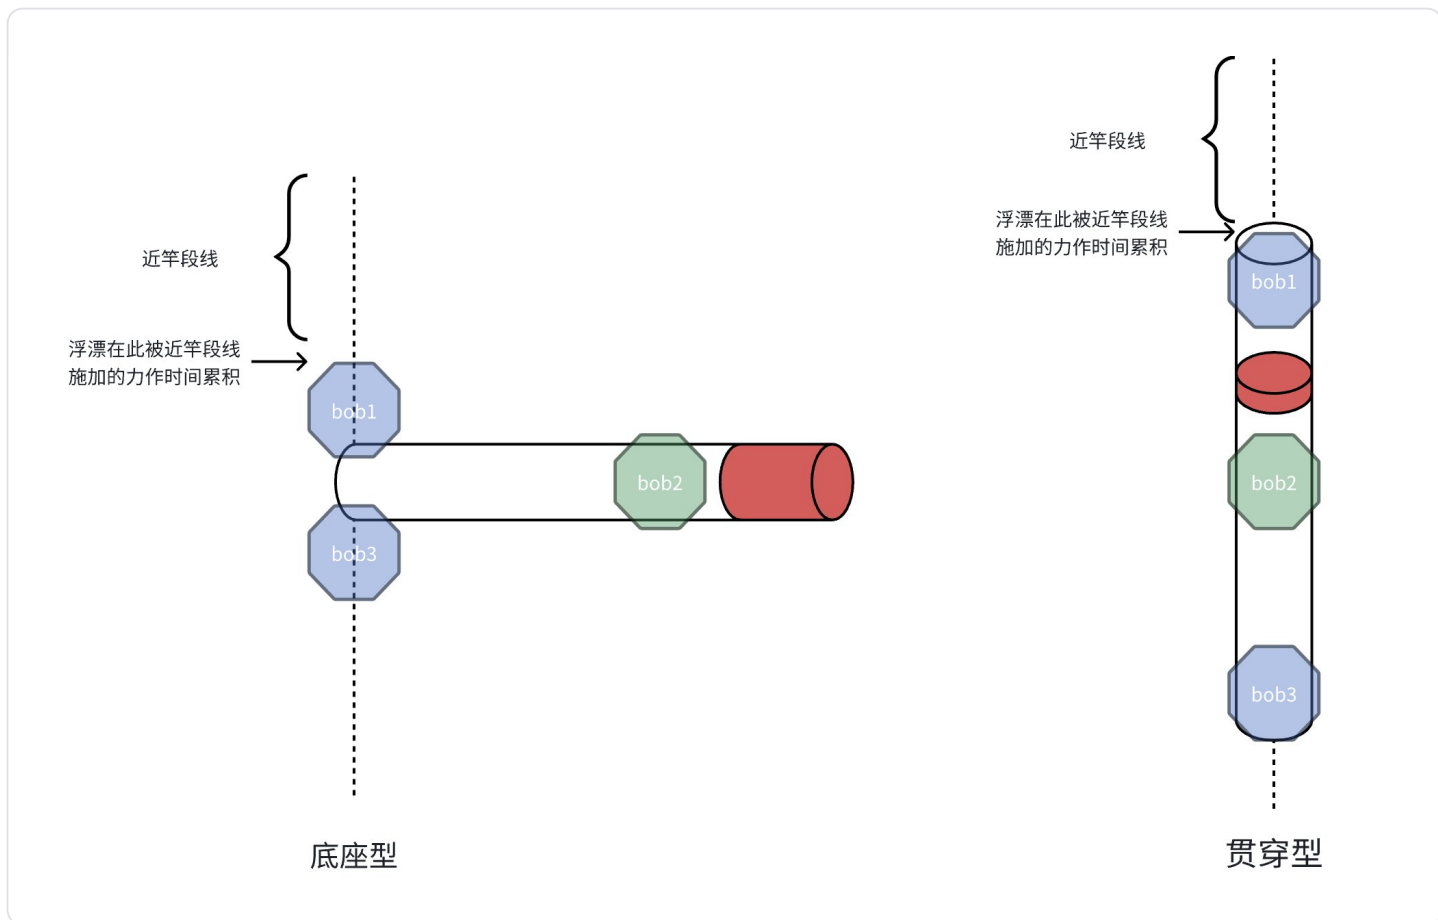 近竿段线
浮漂在此被近竿段线
施加的力作时间累积
bob1
bob2
bob3
底座型
近竿段线
浮漂在此被近竿段线
施加的力作时间累积
bob1
bob2
bob3
贯穿型